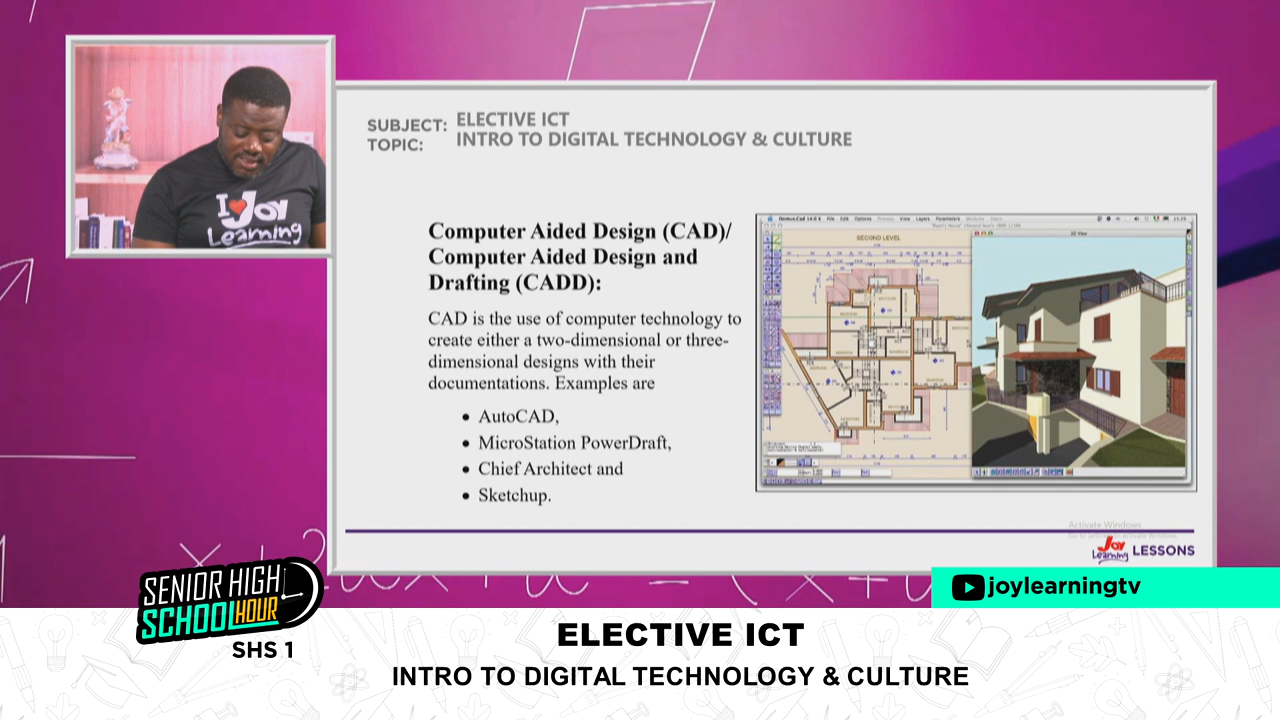 I ♥ Joy
Learning
SUBJECT: ELECTIVE ICT
TOPIC: INTRO TO DIGITAL TECHNOLOGY & CULTURE
Computer Aided Design (CAD)/
Computer Aided Design and
Drafting (CADD):
CAD is the use of computer technology to
create either a two-dimensional or three-
dimensional designs with their
documentations. Examples are
• AutoCAD,
• MicroStation PowerDraft,
• Chief Architect and
• Sketchup.
SECOND LEVEL
Activate Windows
Joy
Learning LESSONS
joylearningtv
SENIOR HIGH
SCHOOL HOUR
SHS 1
ELECTIVE ICT
INTRO TO DIGITAL TECHNOLOGY & CULTURE